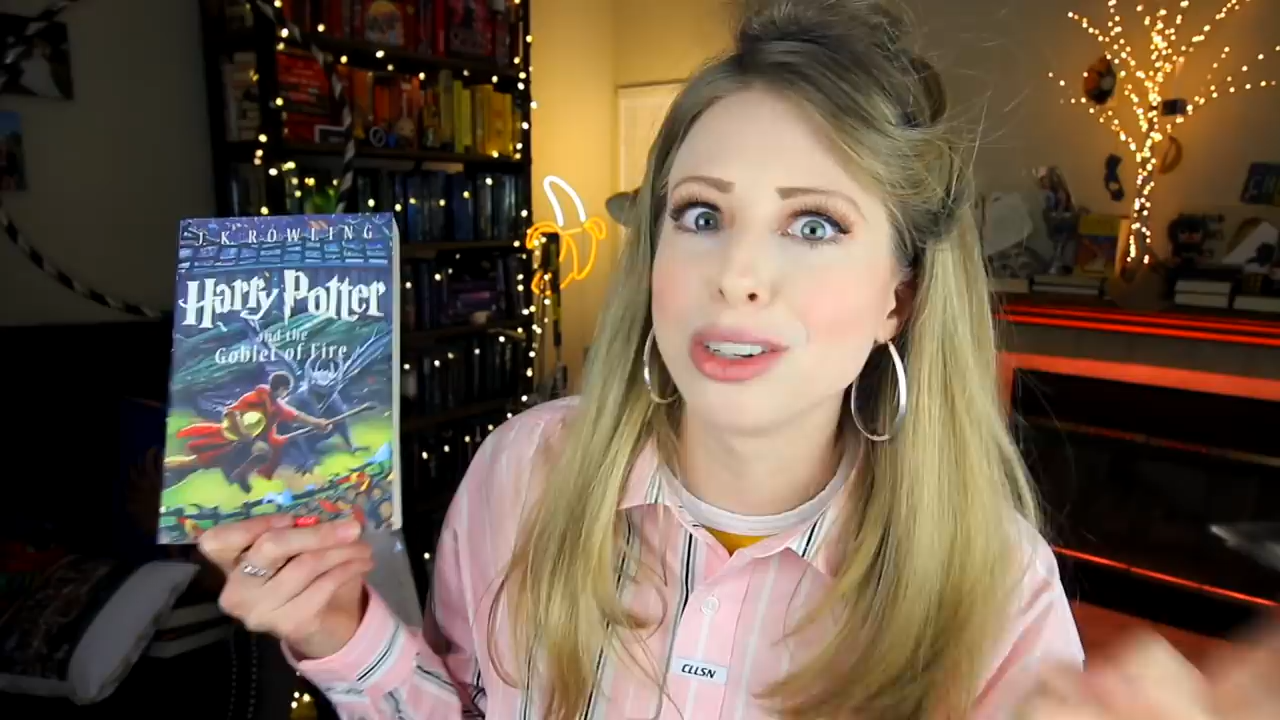 J. K. ROWLING
Harry Potter
and the
Goblet of Fire
CLLSN